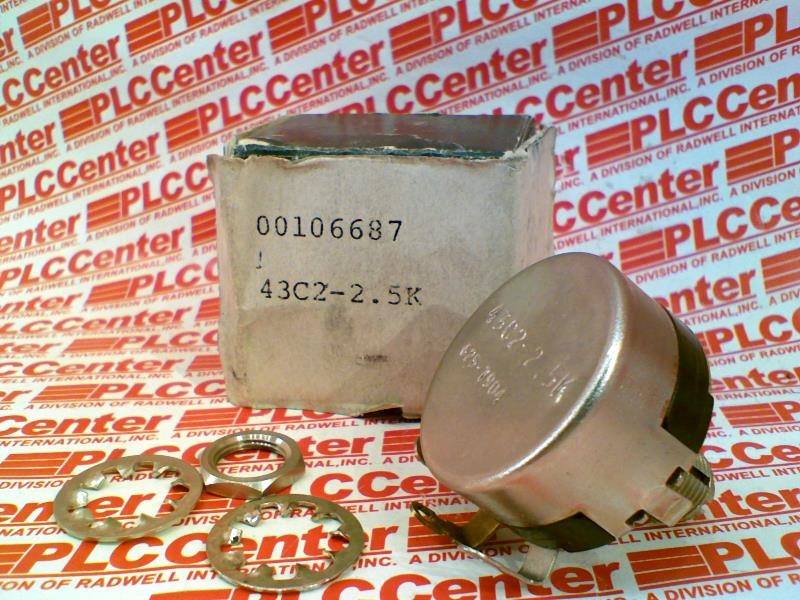 PLCCenter
A DIVISION OF RADWELL INTERNATIONAL, INC.
00106687
43C2-2.5K
43C2-2.5K